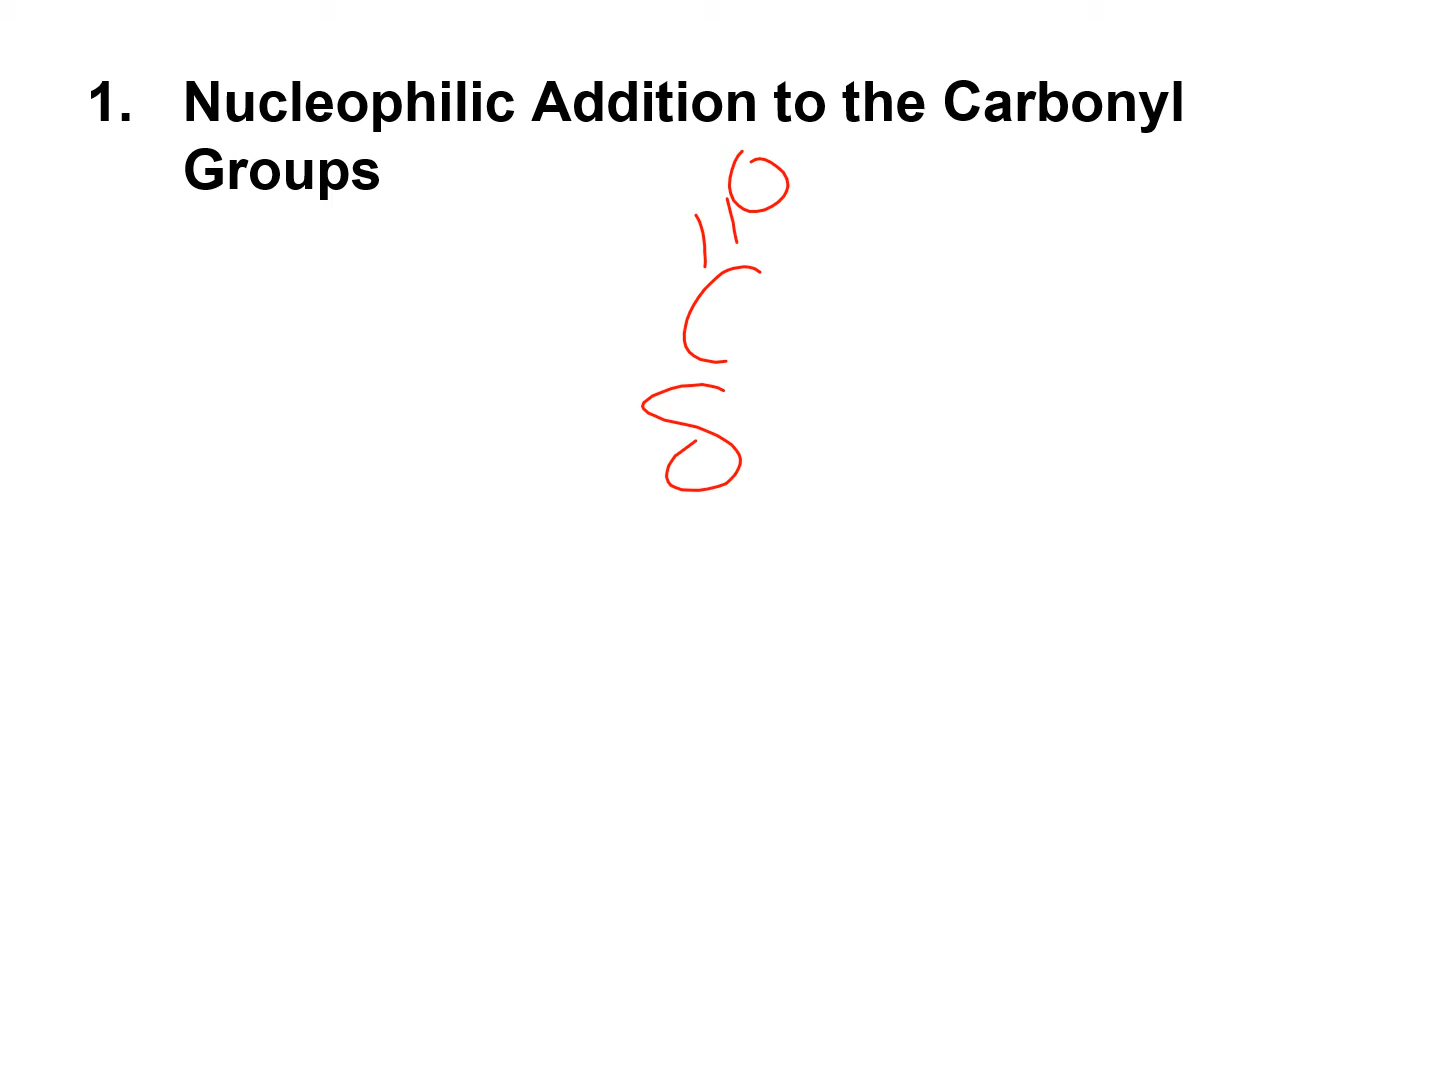 1. Nucleophilic Addition to the Carbonyl
Groups
O
||
C
δ